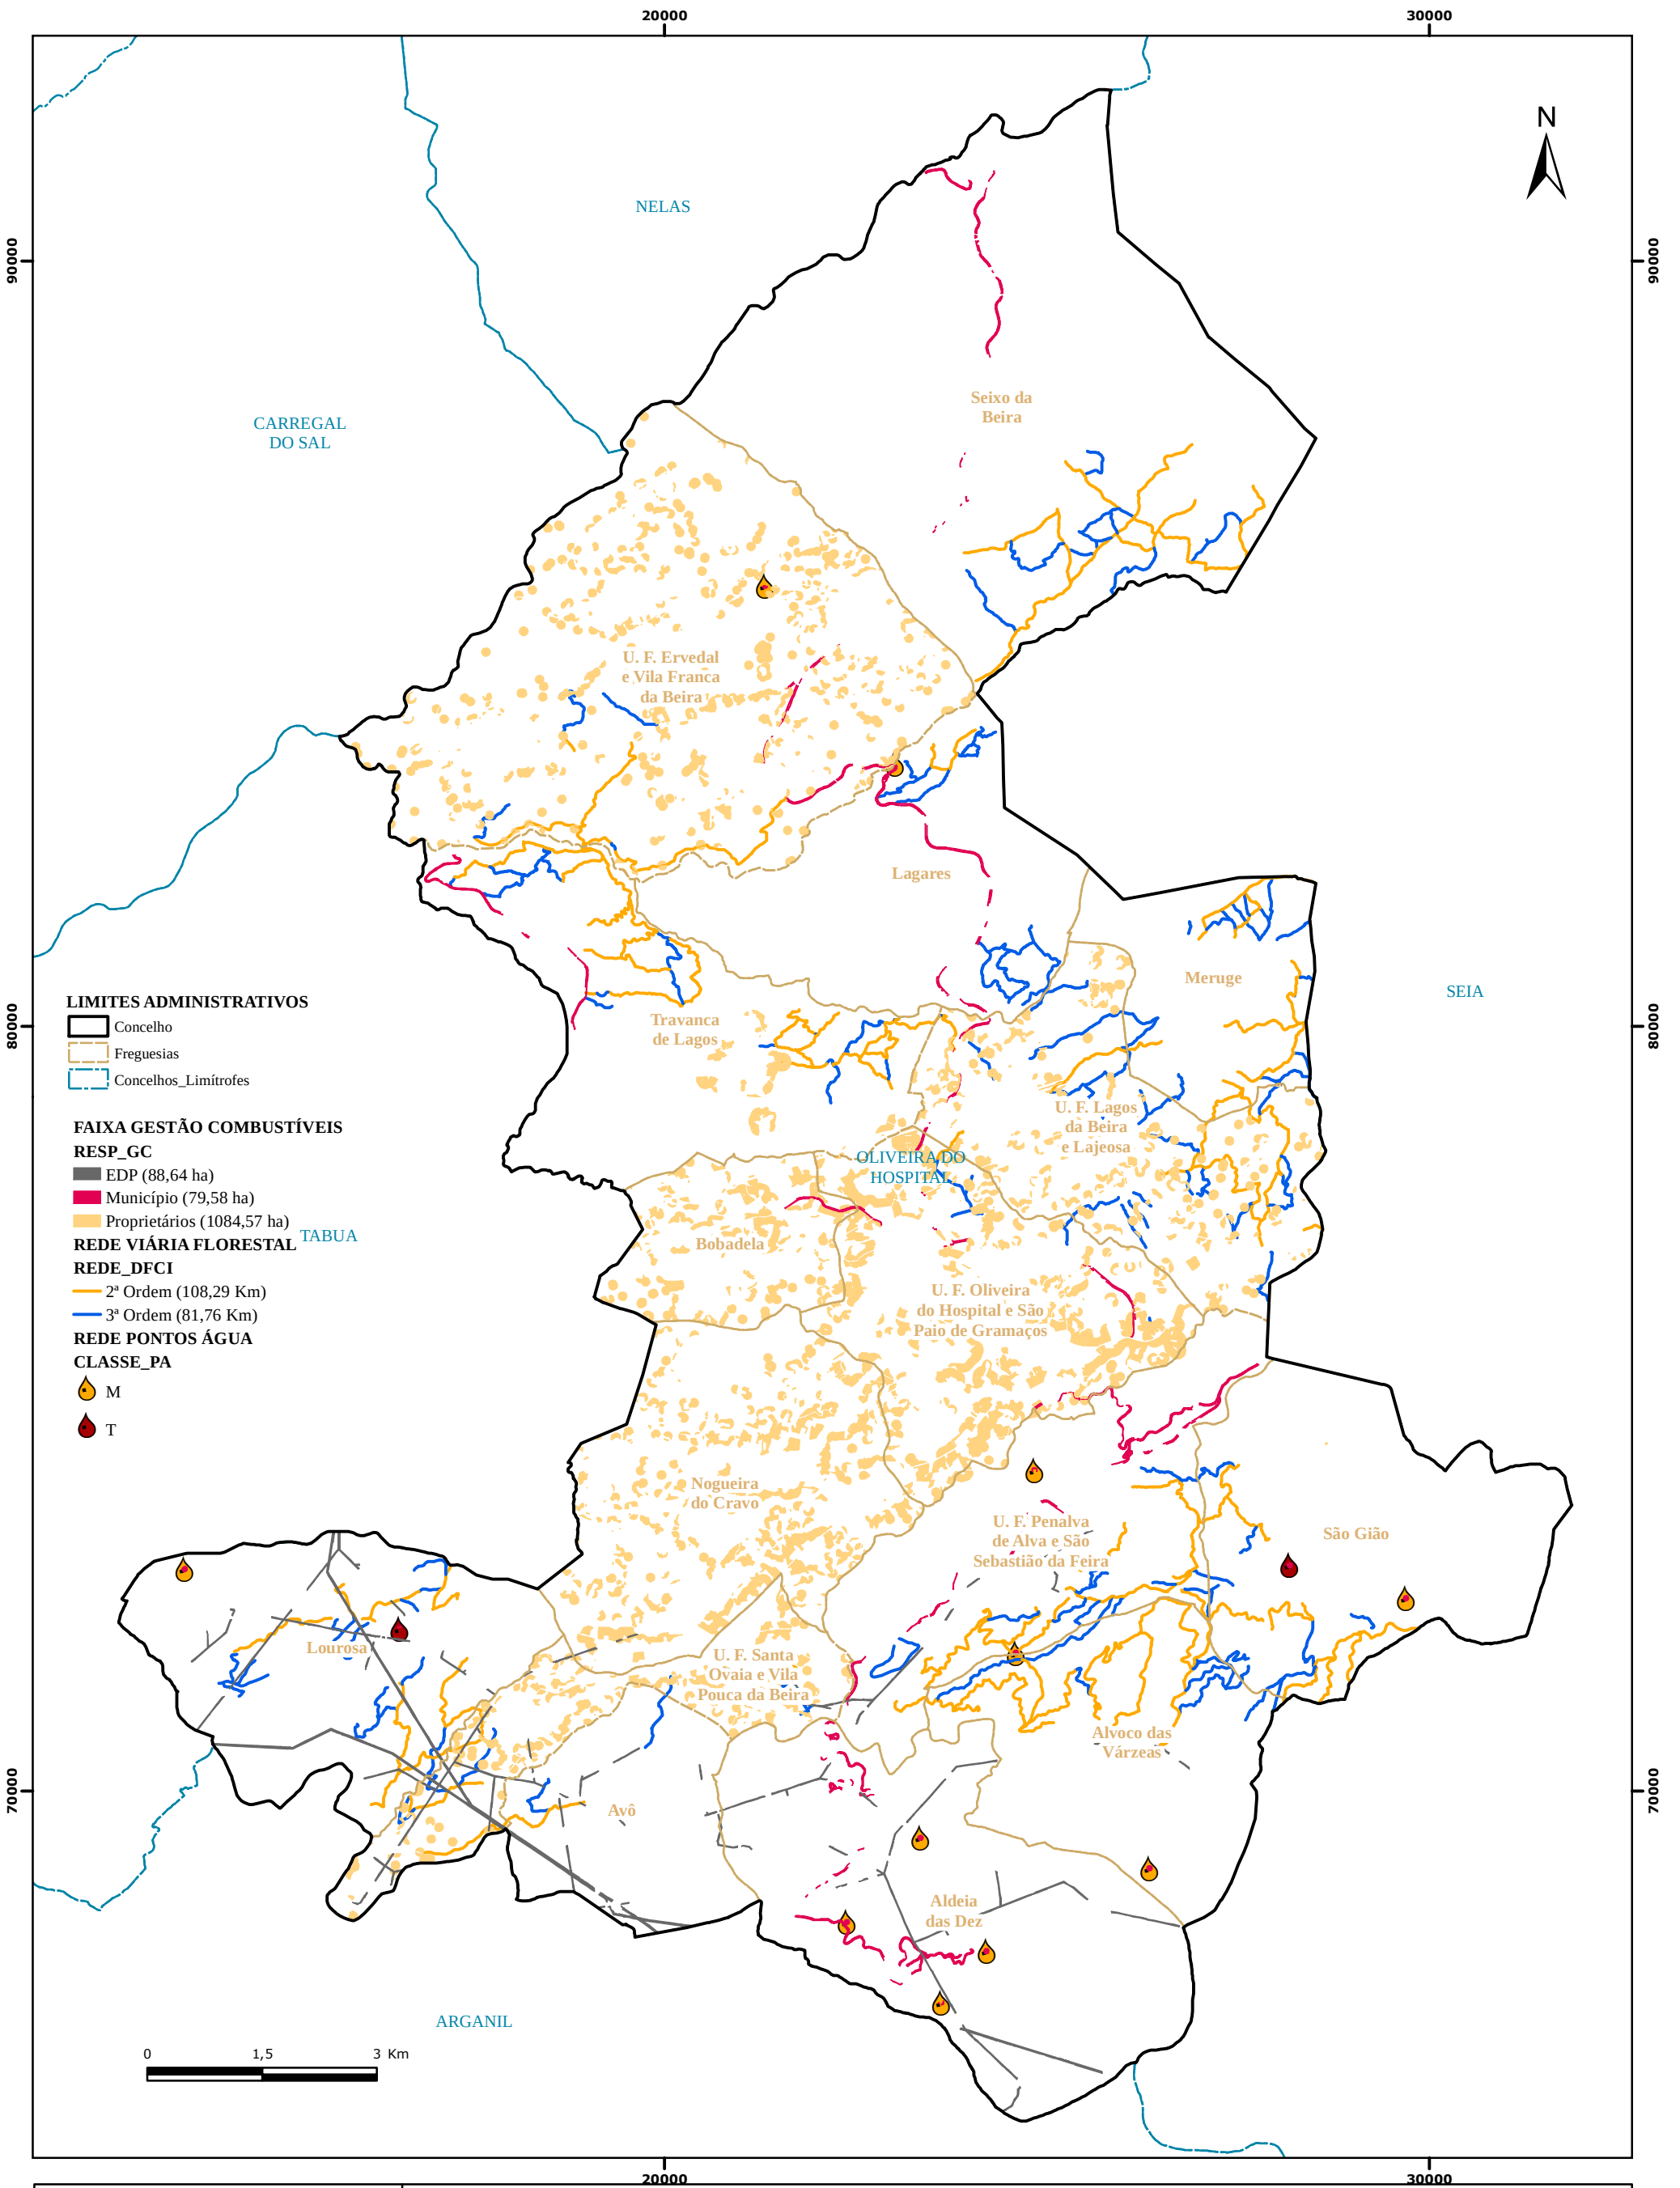 20000
30000
N
90000
90000
NELAS
CARREGAL
DO SAL
Seixo da
Beira
U. F. Ervedal
e Vila Franca
da Beira
Lagares
Meruge
SEIA
LIMITES ADMINISTRATIVOS
Concelho
Freguesias
Concelhos_Limítrofes
80000
80000
Travanca
de Lagos
FAIXA GESTÃO COMBUSTÍVEIS
RESP_GC
EDP (88,64 ha)
Município (79,58 ha)
Proprietários (1084,57 ha)
REDE VIÁRIA FLORESTAL
REDE_DFCI
2ª Ordem (108,29 Km)
3ª Ordem (81,76 Km)
REDE PONTOS ÁGUA
CLASSE_PA
M
T
TABUA
U. F. Lagos
da Beira
e Lajeosa
OLIVEIRA DO
HOSPITAL
Bobadela
U. F. Oliveira
do Hospital e São
Paio de Gramaços
Nogueira
do Cravo
U. F. Penalva
de Alva e São
Sebastião da Feira
São Gião
Lourosa
U. F. Santa
Ovaia e Vila
Pouca da Beira
Alvoco das
Várzeas
70000
70000
Avô
Aldeia
das Dez
ARGANIL
0 1,5 3 Km
20000
30000